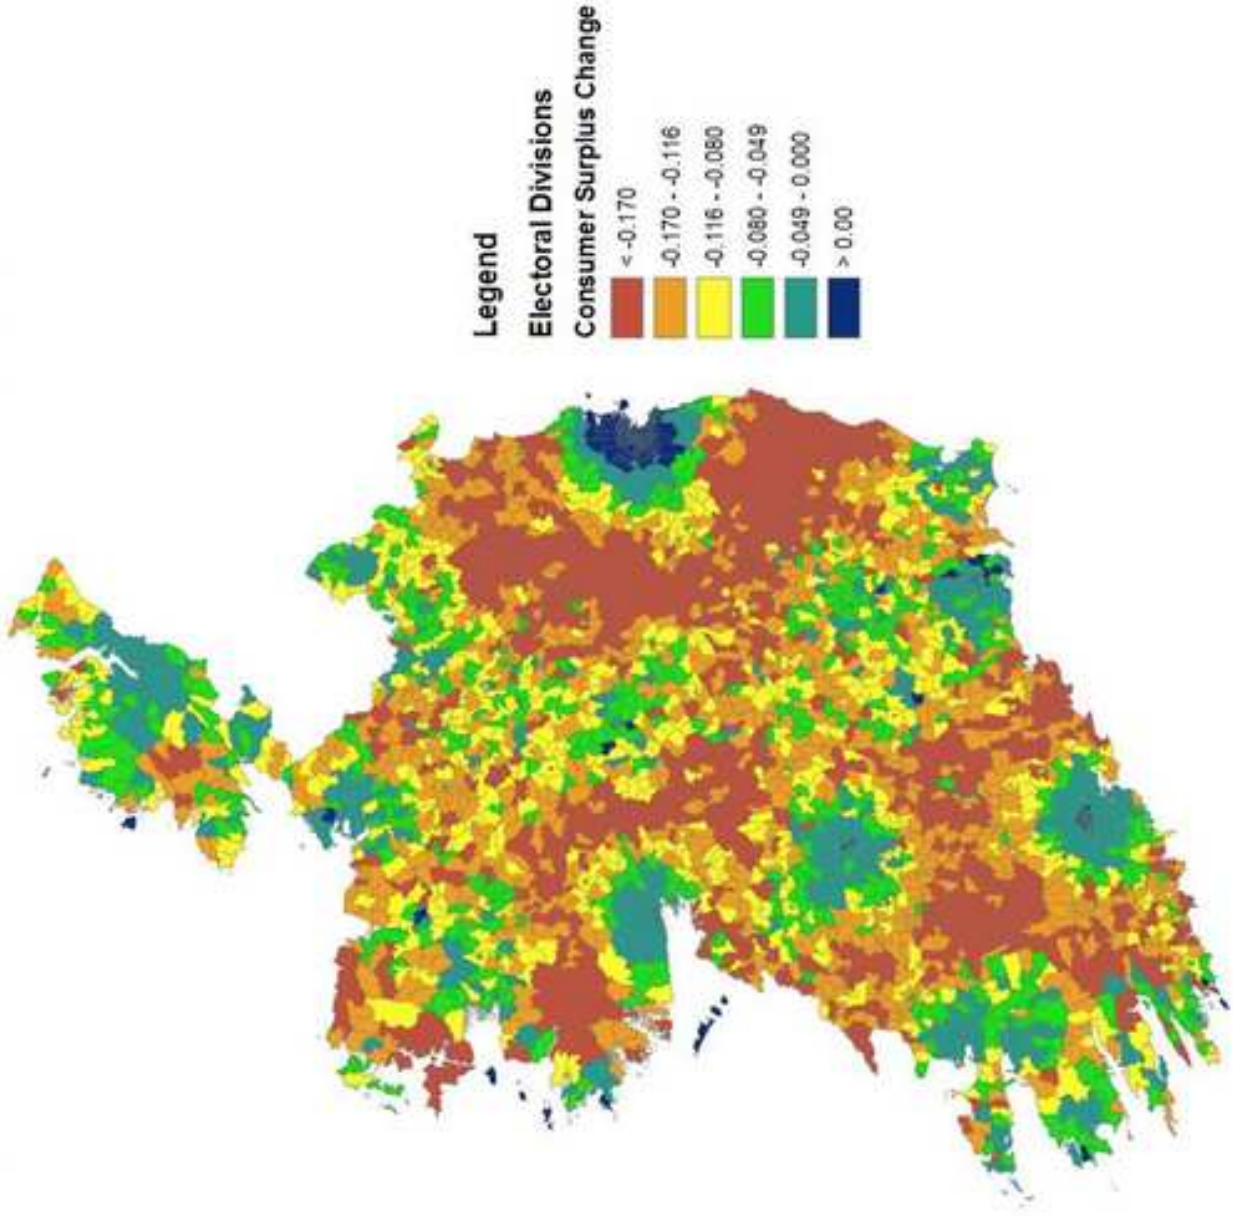 Legend
Electoral Divisions
Consumer Surplus Change
< -0.170
-0.170 - -0.116
-0.116 - -0.080
-0.080 - -0.049
-0.049 - 0.000
> 0.00